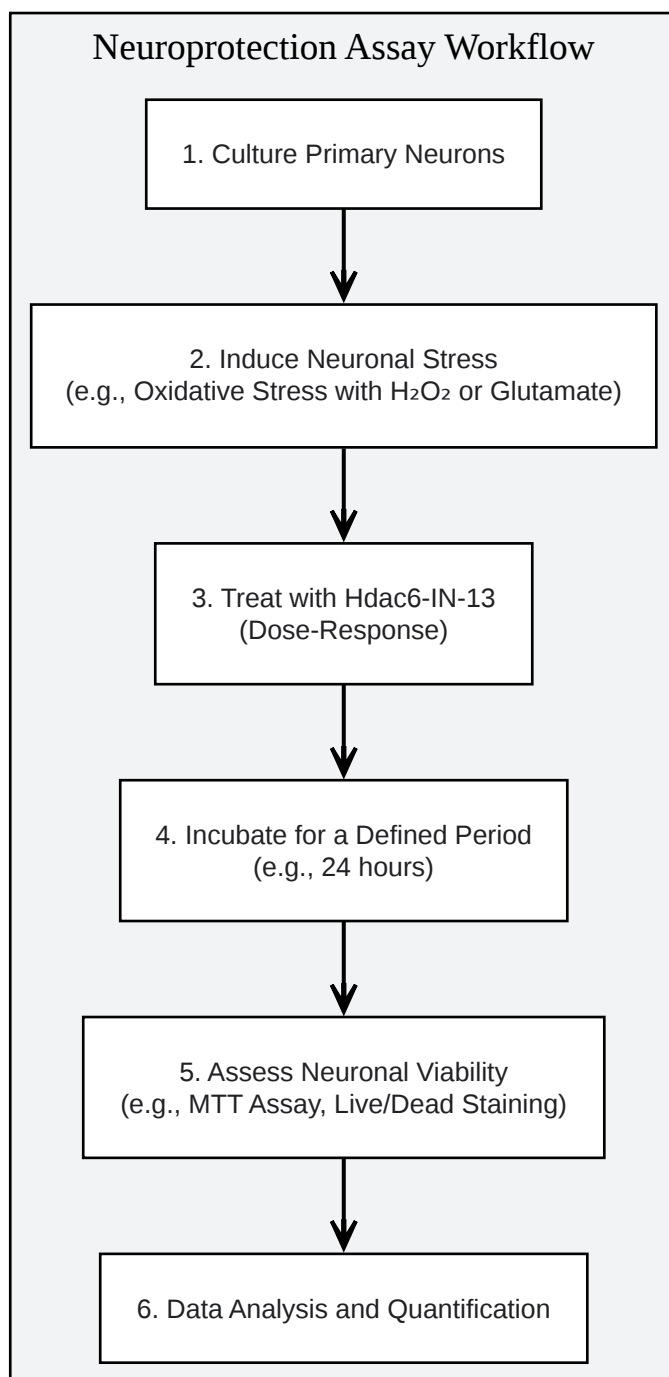 Neuroprotection Assay Workflow
1. Culture Primary Neurons
2. Induce Neuronal Stress
(e.g., Oxidative Stress with H₂O₂ or Glutamate)
3. Treat with Hdac6-IN-13
(Dose-Response)
4. Incubate for a Defined Period
(e.g., 24 hours)
5. Assess Neuronal Viability
(e.g., MTT Assay, Live/Dead Staining)
6. Data Analysis and Quantification